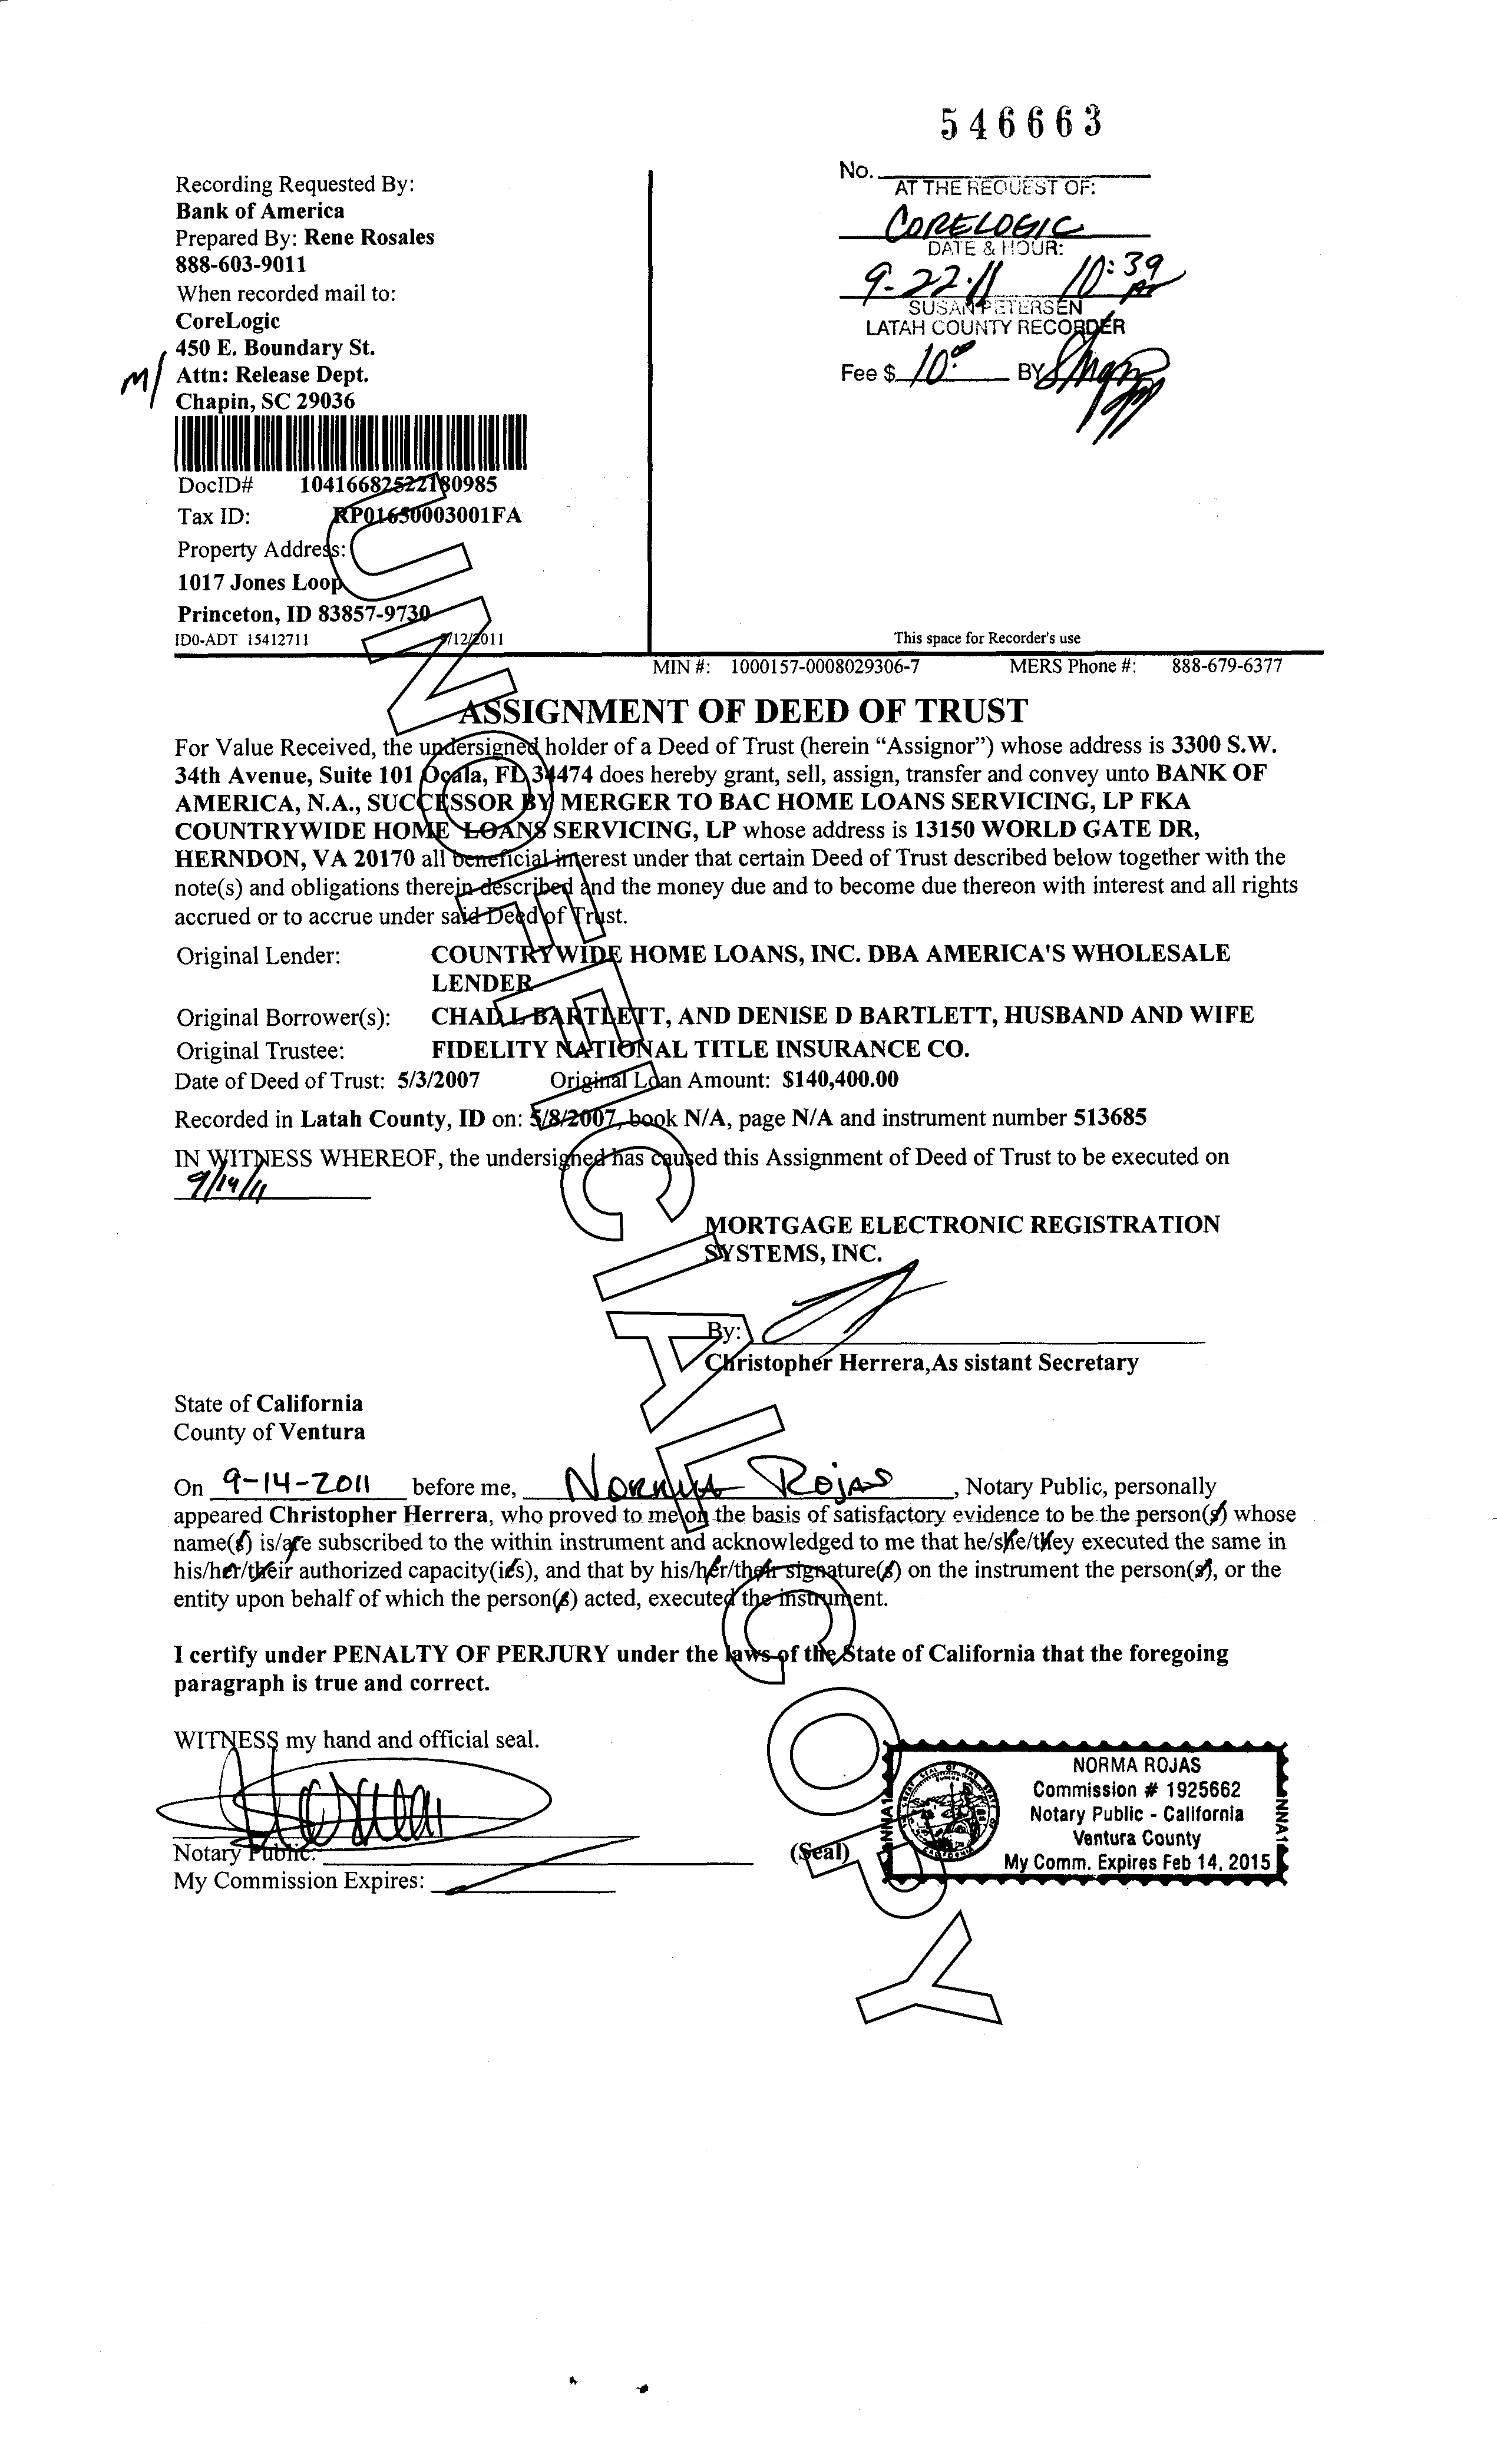 546663
Recording Requested By:
Bank of America
Prepared By: Rene Rosales
888-603-9011
When recorded mail to:
CoreLogic
450 E. Boundary St.
M/ Attn: Release Dept.
Chapin, SC 29036
DocID# 10416682522180985
Tax ID: RP01650003001FA
Property Address:
1017 Jones Loop
Princeton, ID 83857-9730
ID0-ADT 15412711 9/12/2011
No.
AT THE REQUEST OF:
CORELOGIC
DATE & HOUR:
9-22-11 10:39
SUSAN PETERSEN
LATAH COUNTY RECORDER
Fee $ 10.00 BY
This space for Recorder's use
MIN #: 1000157-0008029306-7 MERS Phone #: 888-679-6377
ASSIGNMENT OF DEED OF TRUST
For Value Received, the undersigned holder of a Deed of Trust (herein “Assignor”) whose address is 3300 S.W.
34th Avenue, Suite 101 Ocala, FL 34474 does hereby grant, sell, assign, transfer and convey unto BANK OF
AMERICA, N.A., SUCCESSOR BY MERGER TO BAC HOME LOANS SERVICING, LP FKA
COUNTRYWIDE HOME LOANS SERVICING, LP whose address is 13150 WORLD GATE DR,
HERNDON, VA 20170 all beneficial interest under that certain Deed of Trust described below together with the
note(s) and obligations therein described and the money due and to become due thereon with interest and all rights
accrued or to accrue under said Deed of Trust.
Original Lender: COUNTRYWIDE HOME LOANS, INC. DBA AMERICA'S WHOLESALE
LENDER
Original Borrower(s): CHAD L BARTLETT, AND DENISE D BARTLETT, HUSBAND AND WIFE
Original Trustee: FIDELITY NATIONAL TITLE INSURANCE CO.
Date of Deed of Trust: 5/3/2007 Original Loan Amount: $140,400.00
Recorded in Latah County, ID on: 5/8/2007, book N/A, page N/A and instrument number 513685
IN WITNESS WHEREOF, the undersigned has caused this Assignment of Deed of Trust to be executed on
9/14/11
MORTGAGE ELECTRONIC REGISTRATION
SYSTEMS, INC.
By:
Christopher Herrera,As sistant Secretary
State of California
County of Ventura
On 9-14-2011 before me, Norma Rojas, Notary Public, personally
appeared Christopher Herrera, who proved to me on the basis of satisfactory evidence to be the person(s) whose
name(s) is/are subscribed to the within instrument and acknowledged to me that he/she/they executed the same in
his/her/their authorized capacity(ies), and that by his/her/their signature(s) on the instrument the person(s), or the
entity upon behalf of which the person(s) acted, executed the instrument.
I certify under PENALTY OF PERJURY under the laws of the State of California that the foregoing
paragraph is true and correct.
WITNESS my hand and official seal.
Notary Public:
My Commission Expires:
(Seal)
NORMA ROJAS
Commission # 1925662
Notary Public - California
Ventura County
My Comm. Expires Feb 14, 2015
NNA1
NNA1
GREAT SEAL OF THE STATE OF CALIFORNIA
UNOFFICIAL COPY